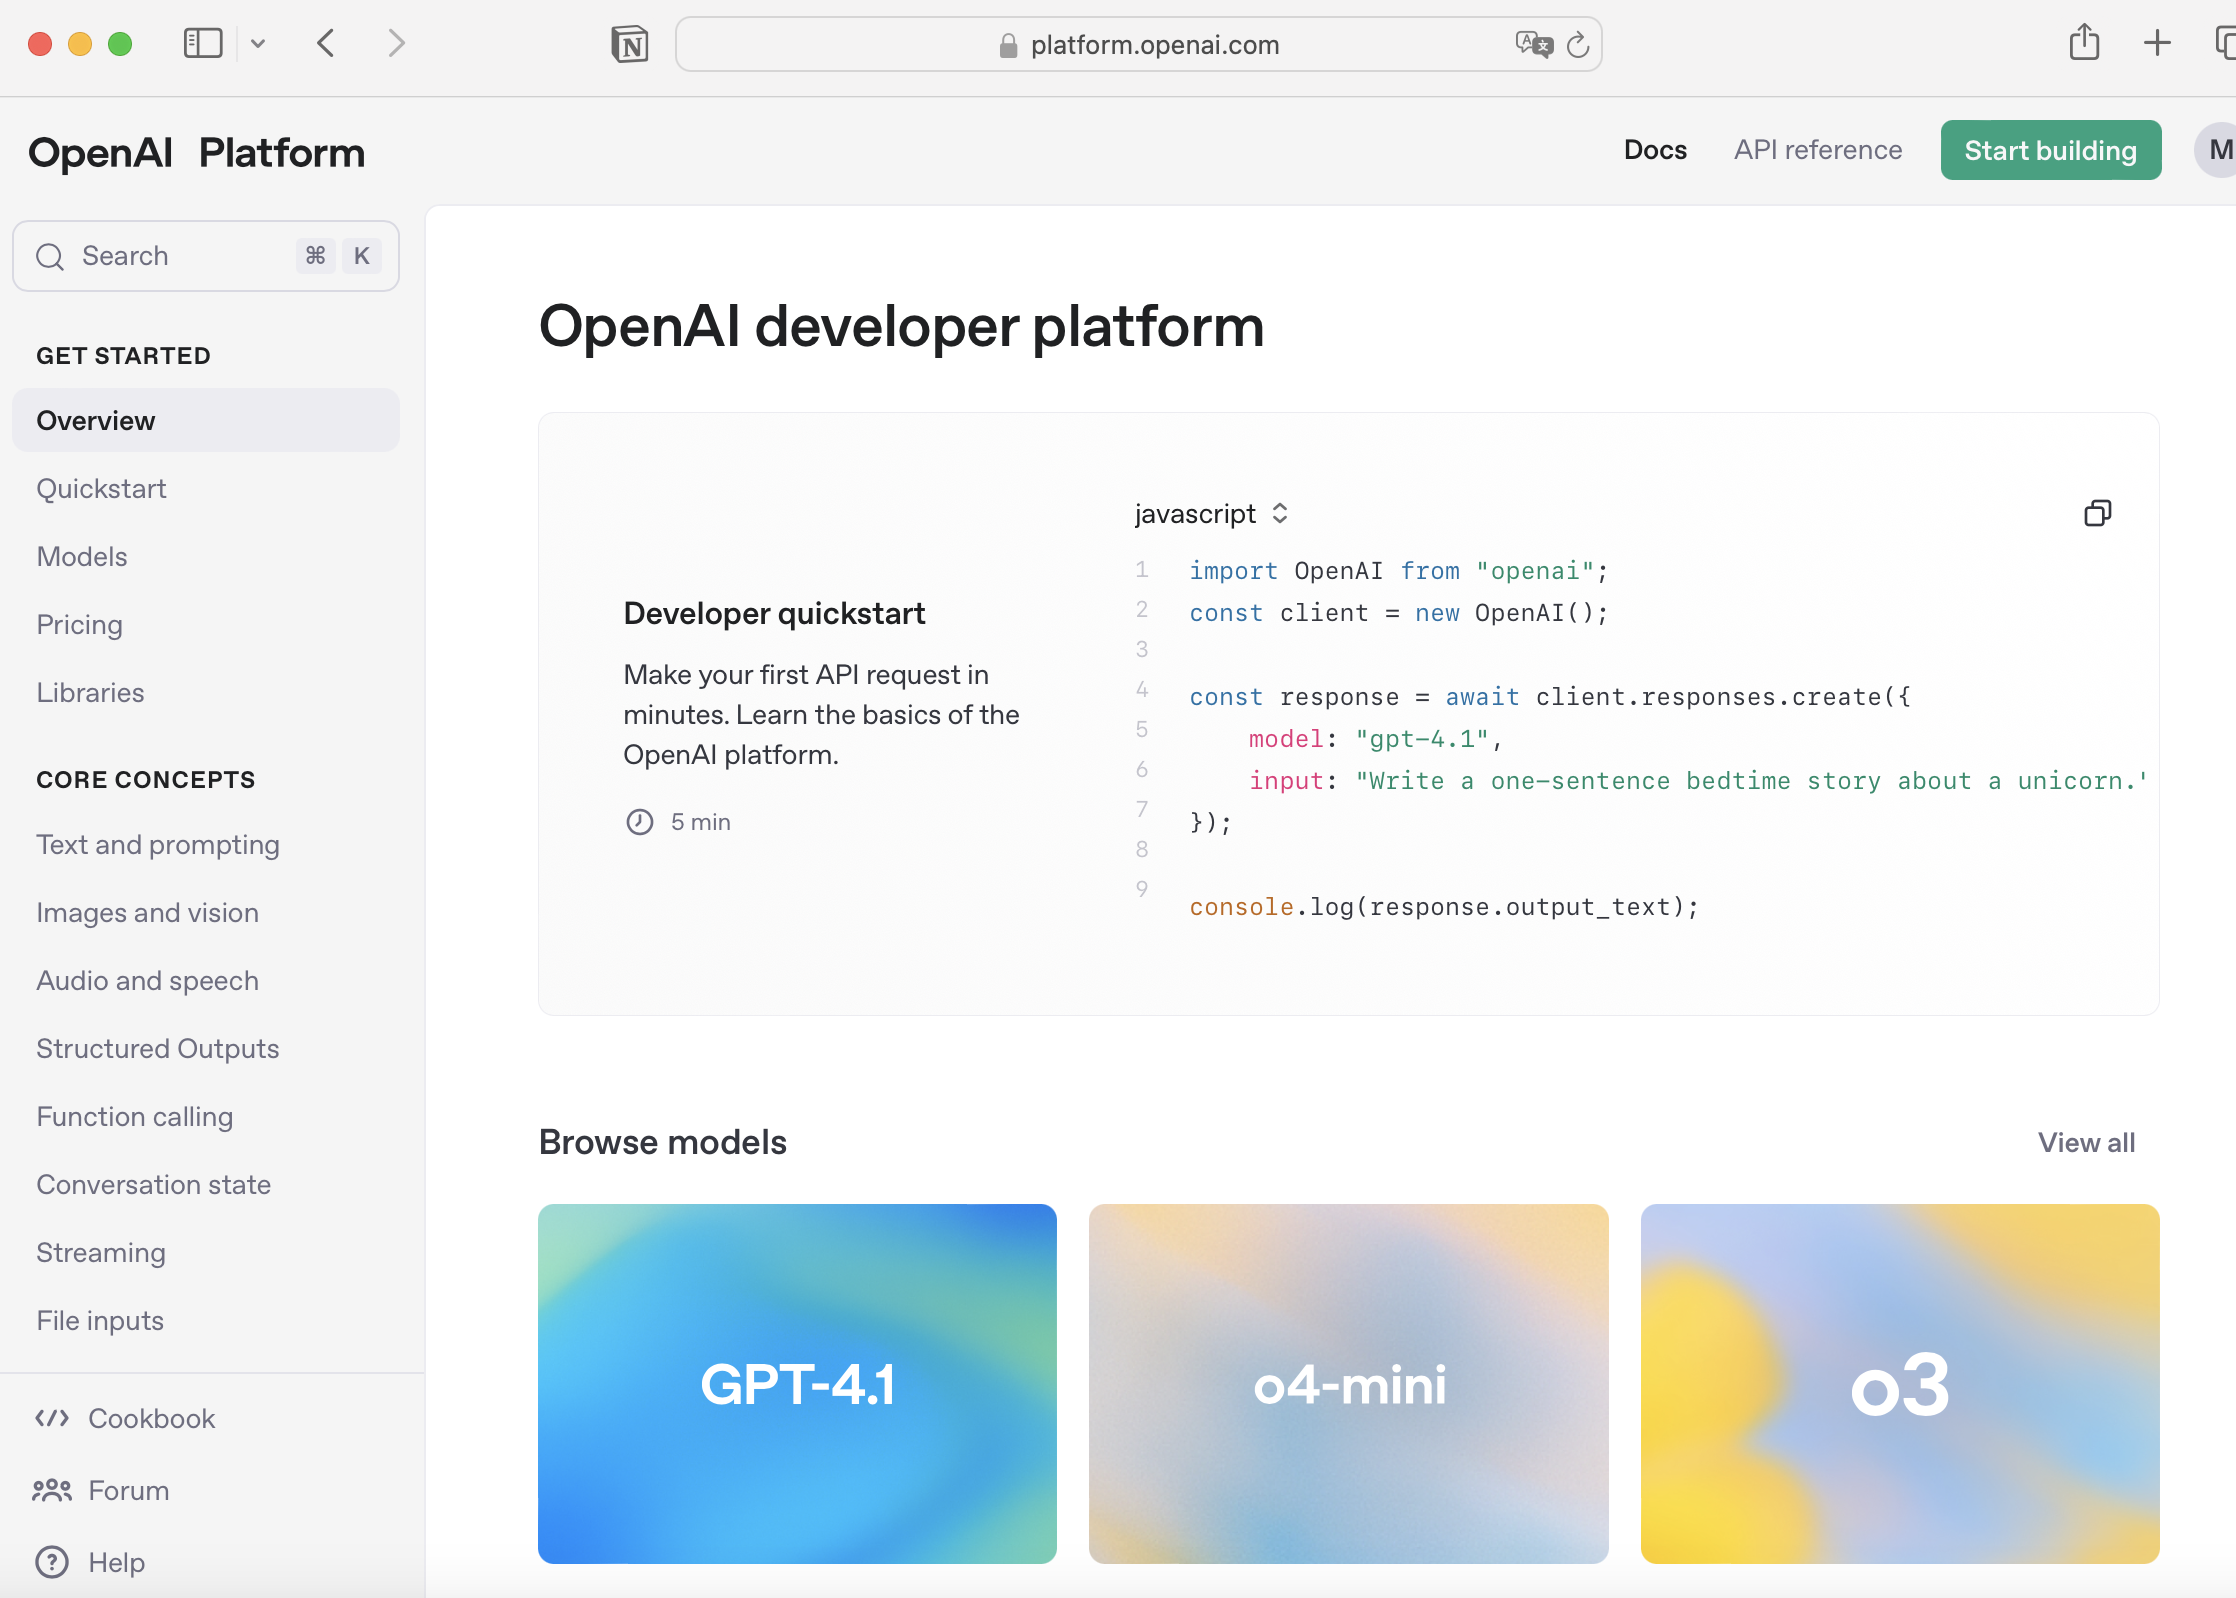 platform.openai.com
OpenAI Platform
Docs
API reference
Start building
M
Search
⌘ K
GET STARTED
Overview
Quickstart
Models
Pricing
Libraries
CORE CONCEPTS
Text and prompting
Images and vision
Audio and speech
Structured Outputs
Function calling
Conversation state
Streaming
File inputs
Cookbook
Forum
Help
OpenAI developer platform
Developer quickstart
Make your first API request in
minutes. Learn the basics of the
OpenAI platform.
5 min
javascript
1 import OpenAI from "openai";
2 const client = new OpenAI();
3
4 const response = await client.responses.create({
5     model: "gpt-4.1",
6     input: "Write a one-sentence bedtime story about a unicorn.'
7 });
8
9 console.log(response.output_text);
Browse models
View all
GPT-4.1
o4-mini
o3